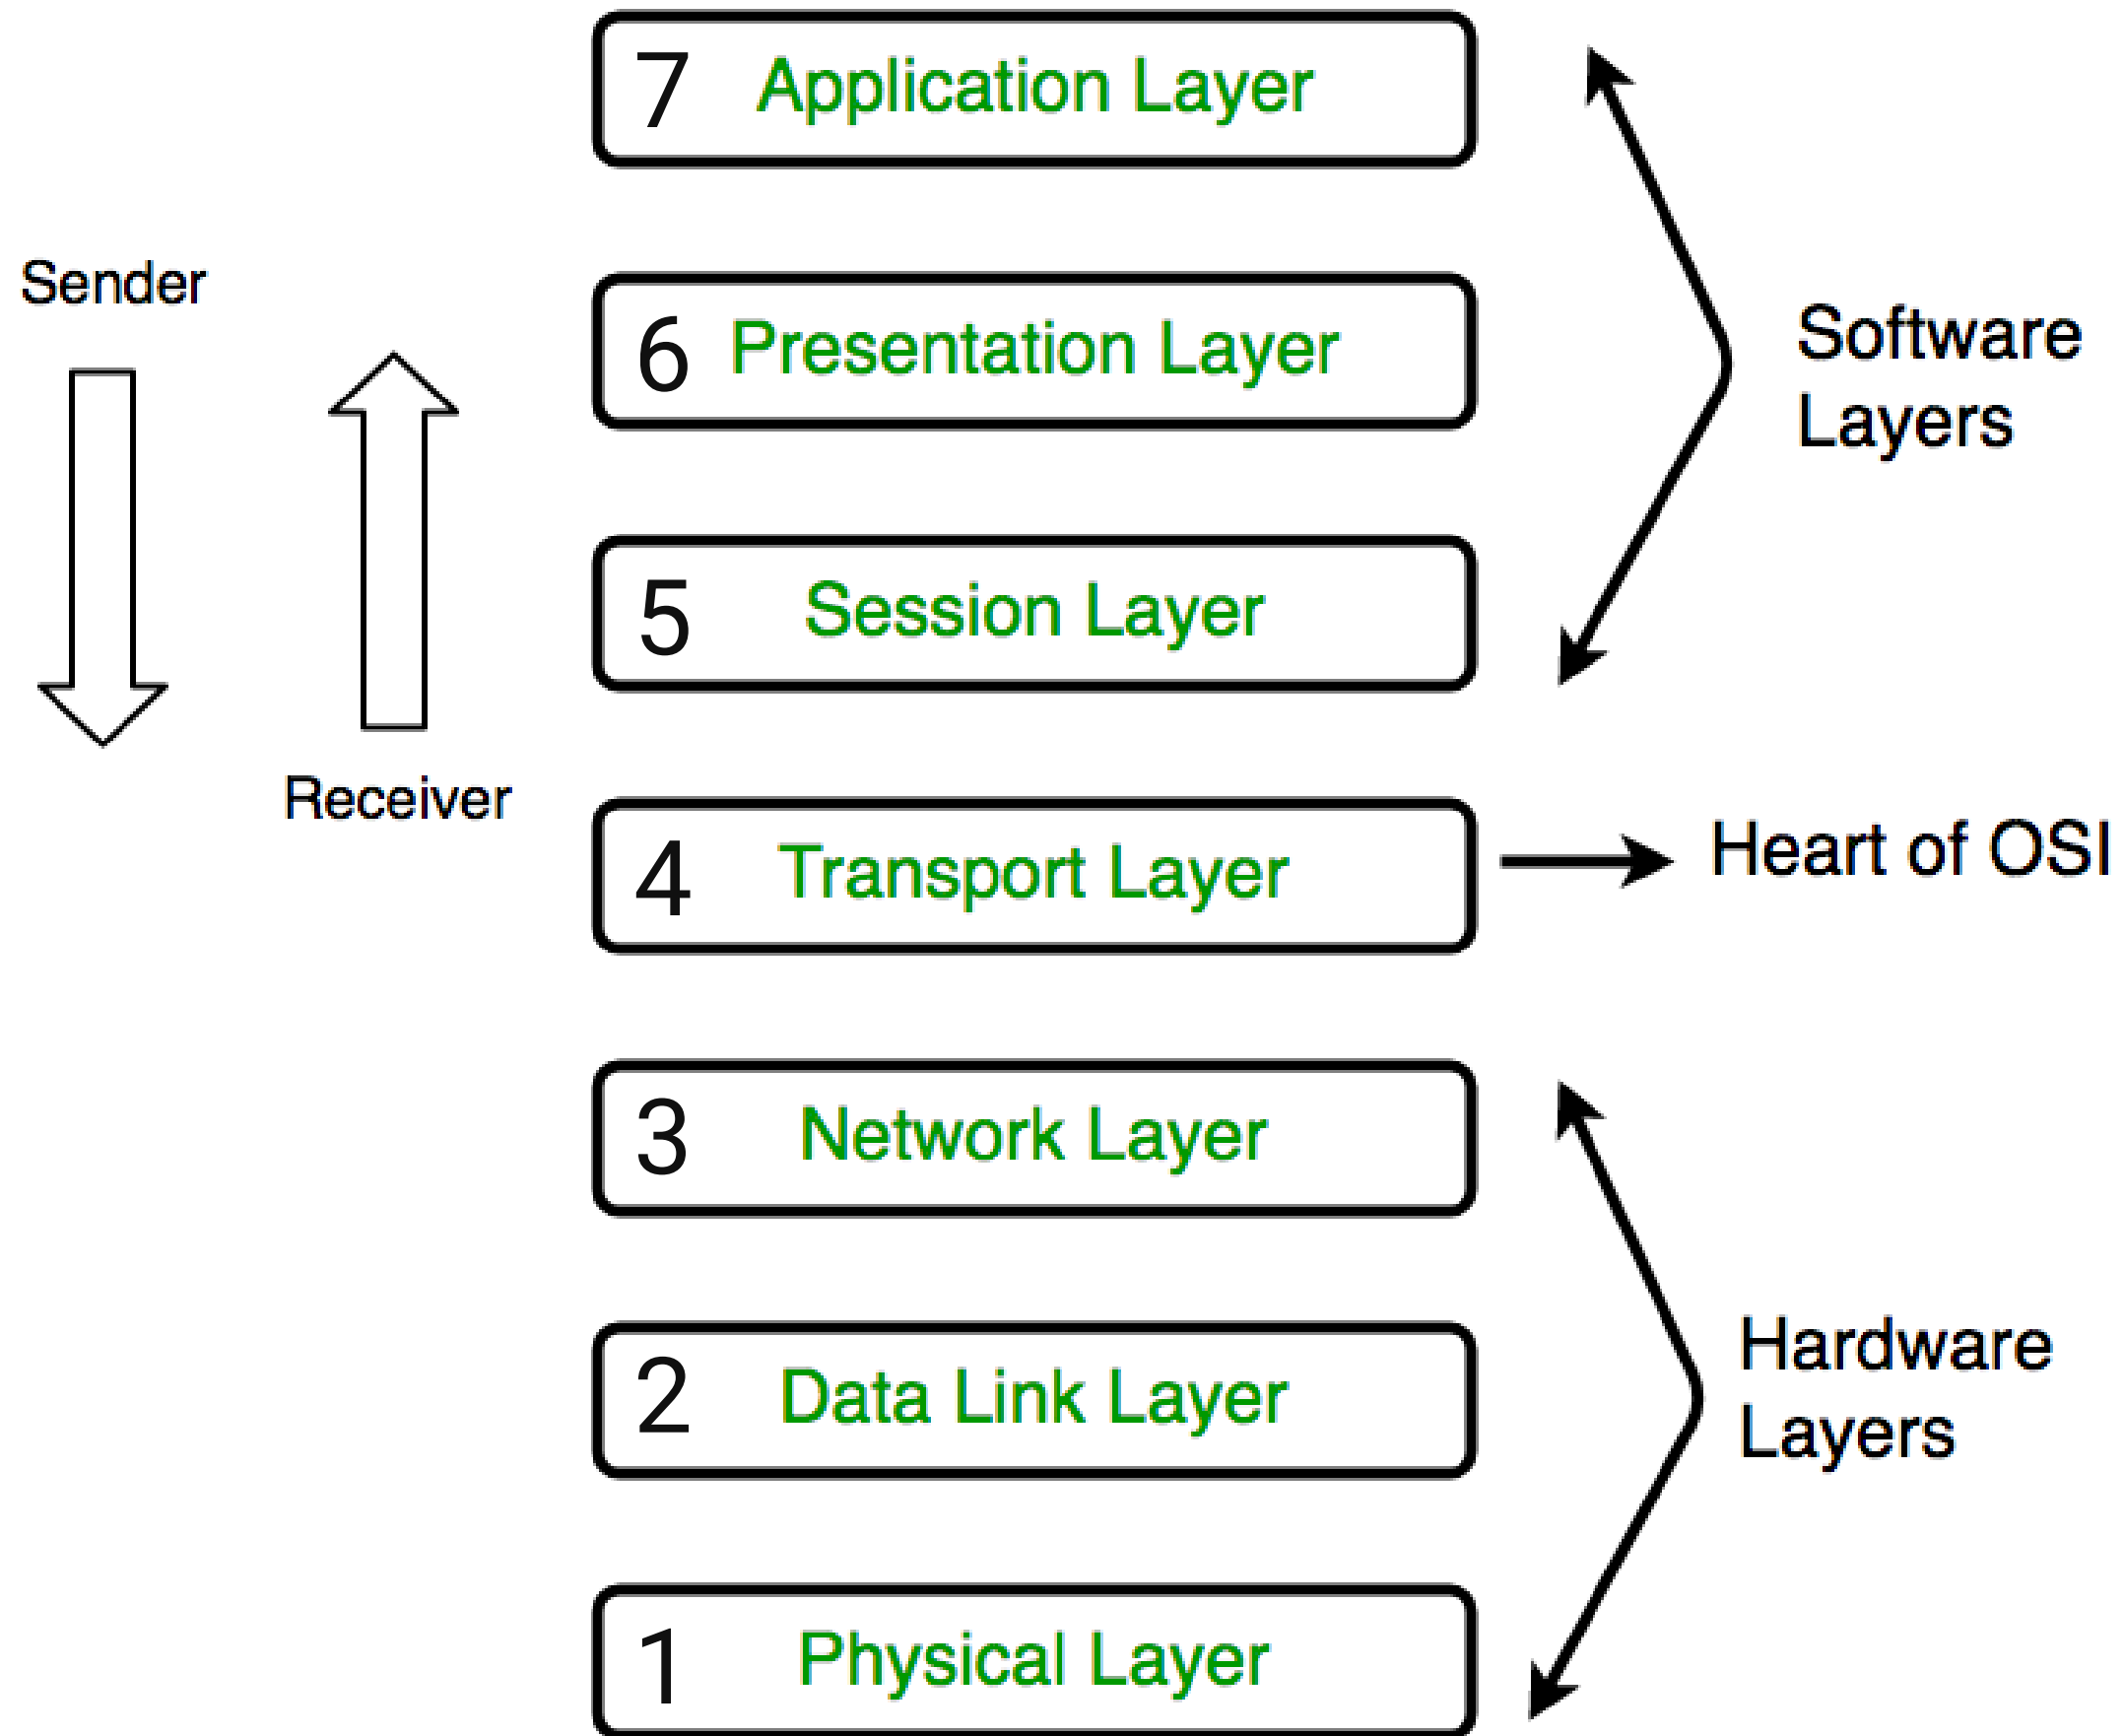 7 Application Layer
Sender
6 Presentation Layer
Software
Layers
5 Session Layer
Receiver
4 Transport Layer
Heart of OSI
3 Network Layer
2 Data Link Layer
Hardware
Layers
1 Physical Layer